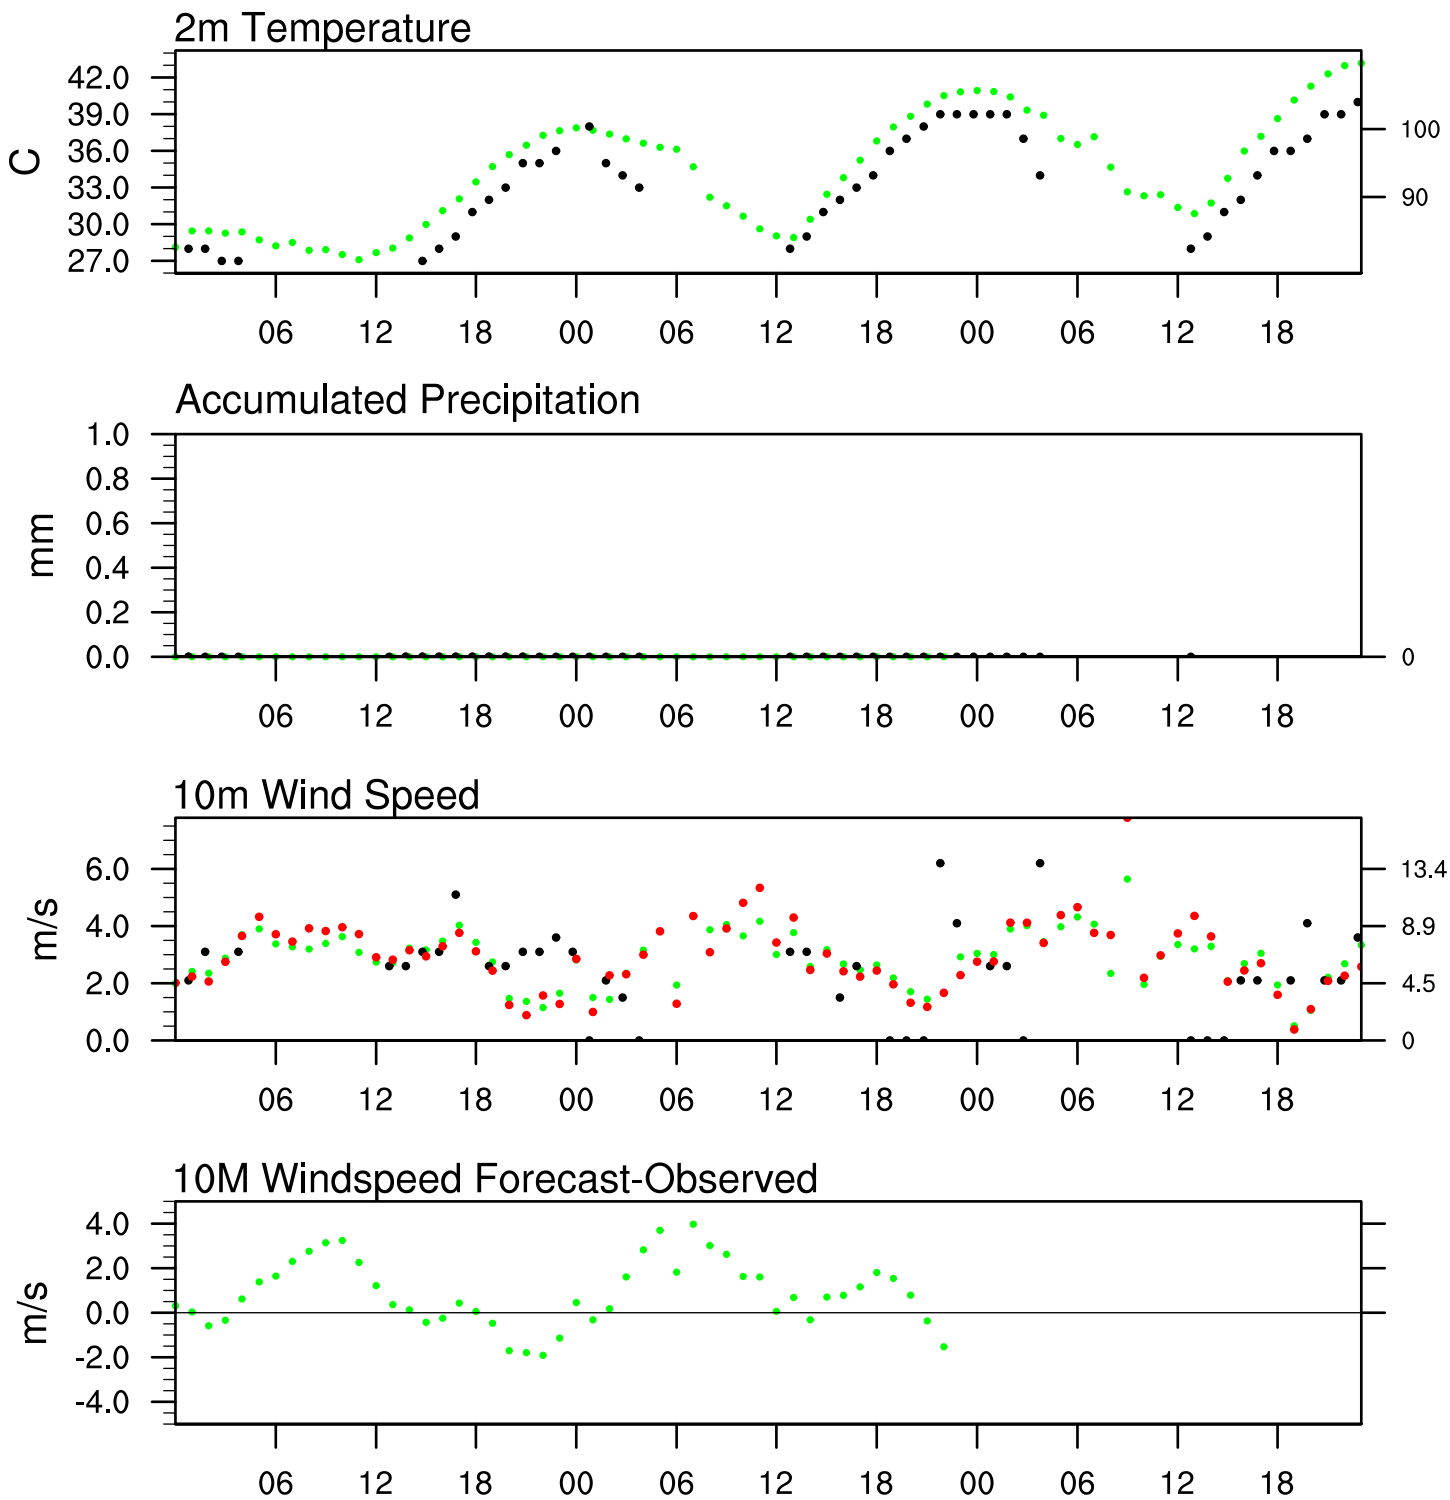 2m Temperature
C
42.0
39.0
36.0
33.0
30.0
27.0
100
90
06 12 18 00 06 12 18 00 06 12 18
Accumulated Precipitation
mm
1.0
0.8
0.6
0.4
0.2
0.0
0
06 12 18 00 06 12 18 00 06 12 18
10m Wind Speed
m/s
6.0
4.0
2.0
0.0
13.4
8.9
4.5
0
06 12 18 00 06 12 18 00 06 12 18
10M Windspeed Forecast-Observed
m/s
4.0
2.0
0.0
-2.0
-4.0
06 12 18 00 06 12 18 00 06 12 18